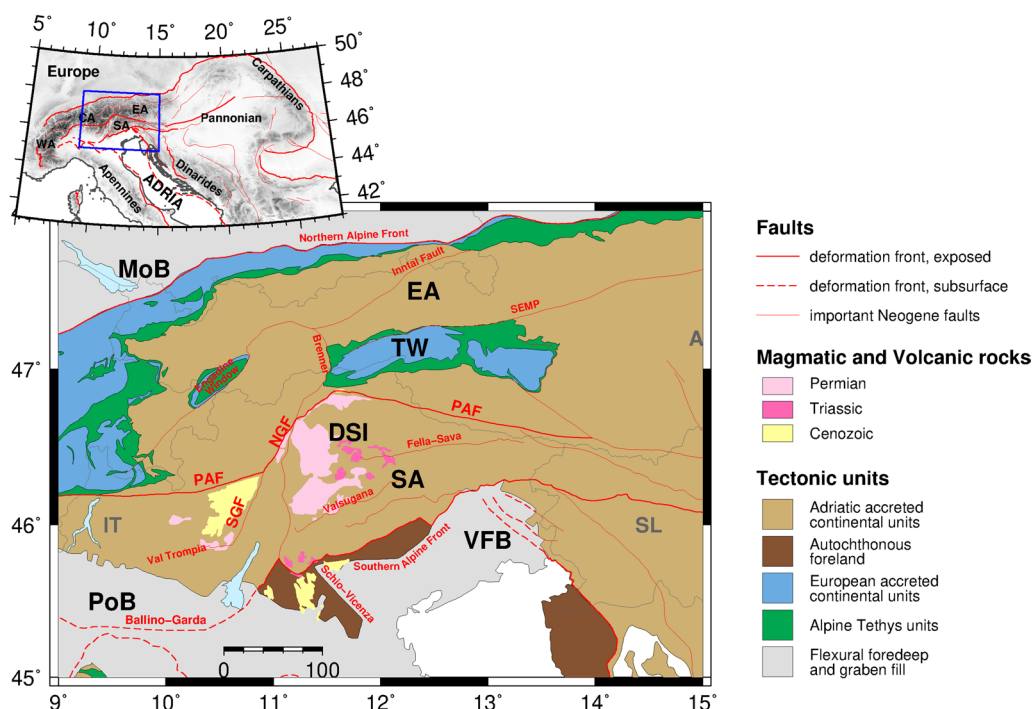 5˚ 10˚ 15˚
50˚
48˚
46˚
44˚
42˚
Europe
Carpathians
CA
EA
Pannonian
SA
WA
Dinarides
ADRIA
Apennines
Northern Alpine Front
MoB
Inntal Fault
EA
SEMP
Brenner
TW
A
47˚
Engadine
Window
PAF
NGF
DSI
Fella-Sava
PAF
SA
SGF
Valsugana
IT
SL
46˚
Val Trompia
Southern Alpine Front
VFB
Schio-Vicenza
PoB
Ballino-Garda
0 50 100
45˚
9˚ 10˚ 11˚ 12˚ 13˚ 14˚ 15˚
Faults
deformation front, exposed
deformation front, subsurface
important Neogene faults
Magmatic and Volcanic rocks
Permian
Triassic
Cenozoic
Tectonic units
Adriatic accreted
continental units
Autochthonous
foreland
European accreted
continental units
Alpine Tethys units
Flexural foredeep
and graben fill